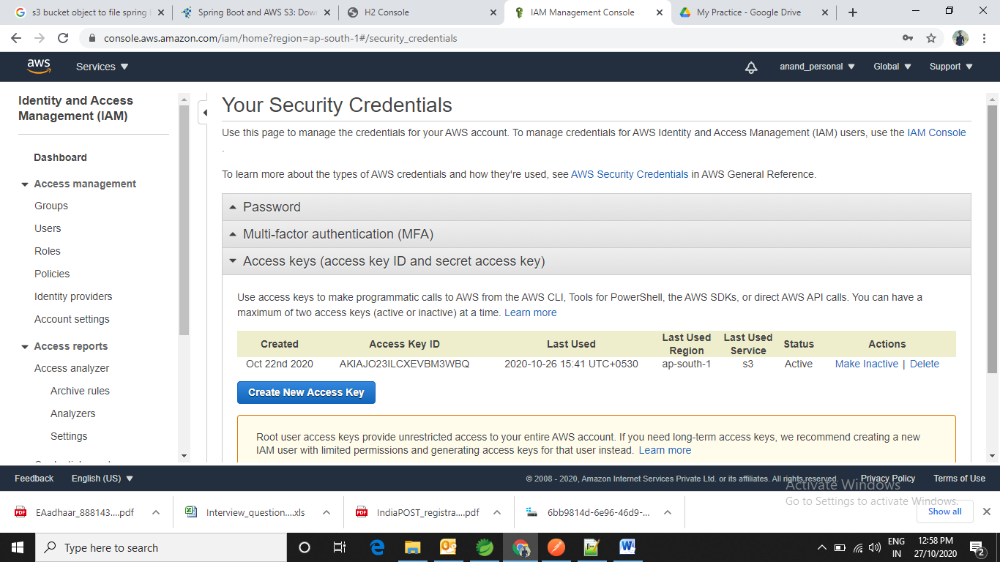 s3 bucket object to file spring
Spring Boot and AWS S3: Dow
H2 Console
IAM Management Console
My Practice - Google Drive
console.aws.amazon.com/iam/home?region=ap-south-1#/security_credentials
aws
Services
anand_personal
Global
Support
Identity and Access
Management (IAM)
Dashboard
Access management
Groups
Users
Roles
Policies
Identity providers
Account settings
Access reports
Access analyzer
Archive rules
Analyzers
Settings
Your Security Credentials
Use this page to manage the credentials for your AWS account. To manage credentials for AWS Identity and Access Management (IAM) users, use the IAM Console
.
To learn more about the types of AWS credentials and how they're used, see AWS Security Credentials in AWS General Reference.
Password
Multi-factor authentication (MFA)
Access keys (access key ID and secret access key)
Use access keys to make programmatic calls to AWS from the AWS CLI, Tools for PowerShell, the AWS SDKs, or direct AWS API calls. You can have a
maximum of two access keys (active or inactive) at a time. Learn more
Created Access Key ID Last Used Last Used Region Last Used Service Status Actions
Oct 22nd 2020 AKIAJO23ILCXEVBM3WBQ 2020-10-26 15:41 UTC+0530 ap-south-1 s3 Active Make Inactive | Delete
Create New Access Key
Root user access keys provide unrestricted access to your entire AWS account. If you need long-term access keys, we recommend creating a new
IAM user with limited permissions and generating access keys for that user instead. Learn more
Feedback
English (US)
© 2008 - 2020, Amazon Internet Services Private Ltd. or its affiliates. All rights reserved.
Privacy Policy
Terms of Use
Activate Windows
Go to Settings to activate Windows.
EAadhaar_888143....pdf
Interview_question....xls
IndiaPOST_registra....pdf
6bb9814d-6e96-46d9-...
Show all
Type here to search
ENG
IN
12:58 PM
27/10/2020
2